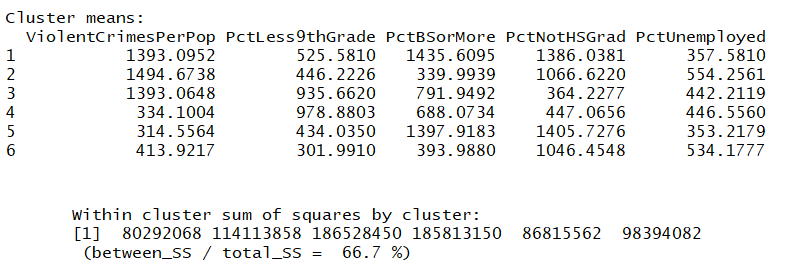 Cluster means:
ViolentCrimesPerPop PctLess9thGrade PctBSorMore PctNotHSGrad PctUnemployed
1 1393.0952 525.5810 1435.6095 1386.0381 357.5810
2 1494.6738 446.2226 339.9939 1066.6220 554.2561
3 1393.0648 935.6620 791.9492 364.2277 442.2119
4 334.1004 978.8803 688.0734 447.0656 446.5560
5 314.5564 434.0350 1397.9183 1405.7276 353.2179
6 413.9217 301.9910 393.9880 1046.4548 534.1777
Within cluster sum of squares by cluster:
[1] 80292068 114113858 186528450 185813150 86815562 98394082
(between_SS / total_SS = 66.7 %)